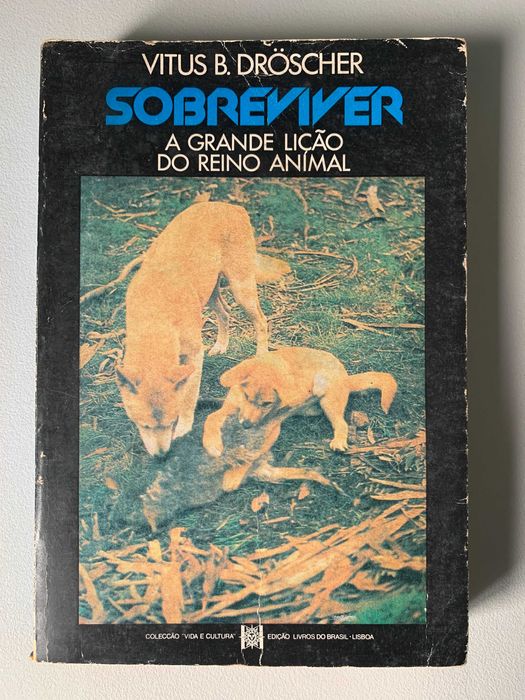 VITUS B. DRÖSCHER
SOBREVIVER
A GRANDE LIÇÃO
DO REINO ANIMAL
COLECÇÃO "VIDA E CULTURA" EDIÇÃO LIVROS DO BRASIL - LISBOA